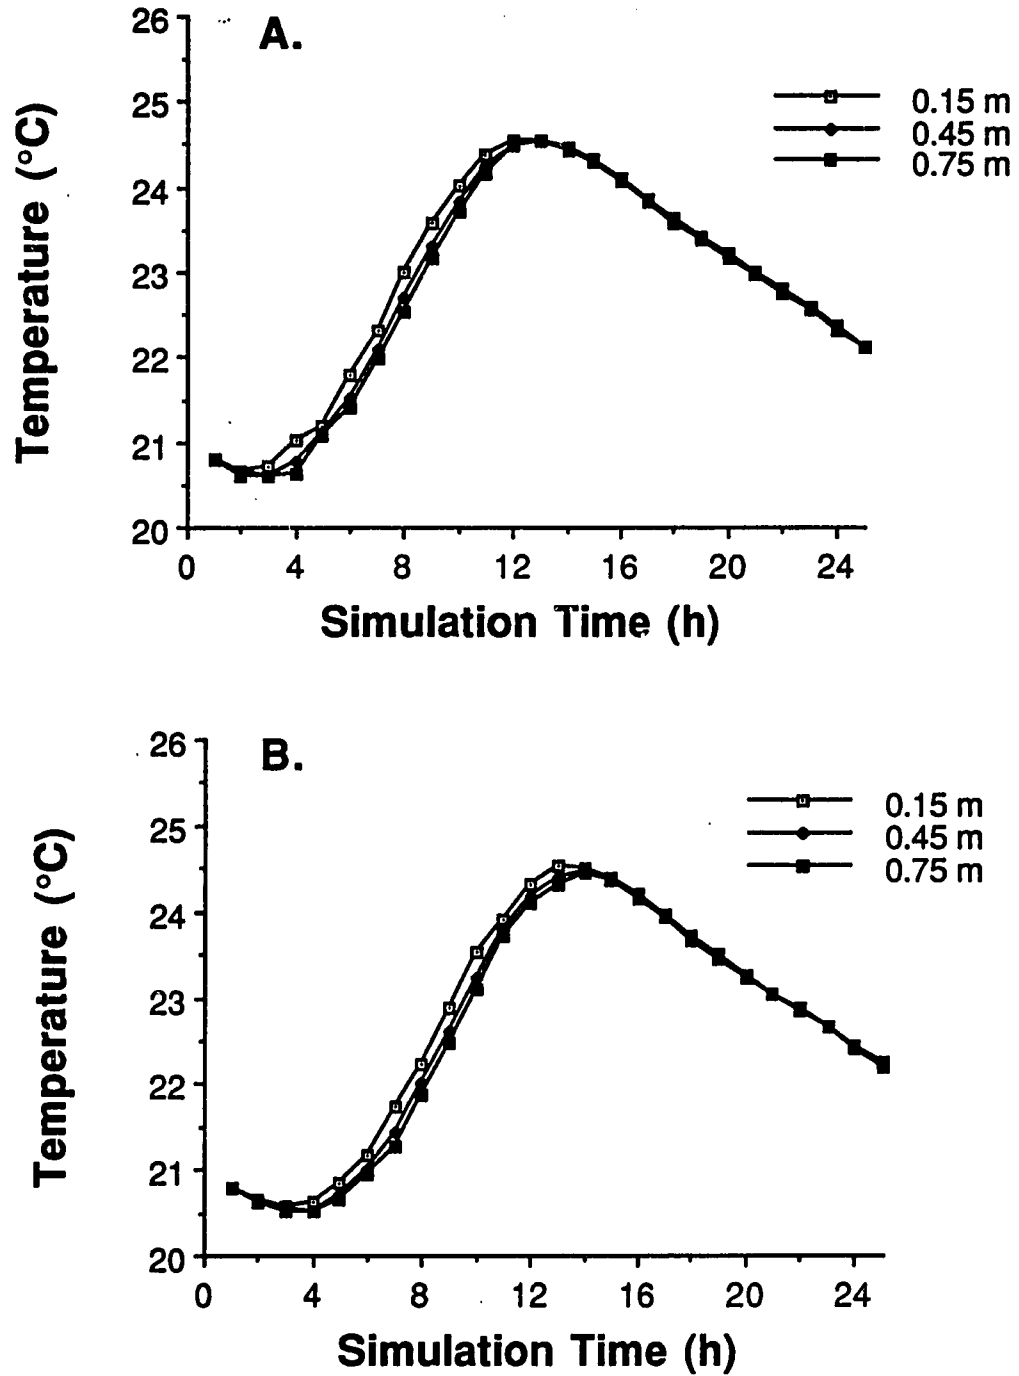 A.
26
25
24
23
22
21
20
Temperature (°C)
0.15 m
0.45 m
0.75 m
0 4 8 12 16 20 24
Simulation Time (h)
B.
26
25
24
23
22
21
20
Temperature (°C)
0.15 m
0.45 m
0.75 m
0 4 8 12 16 20 24
Simulation Time (h)